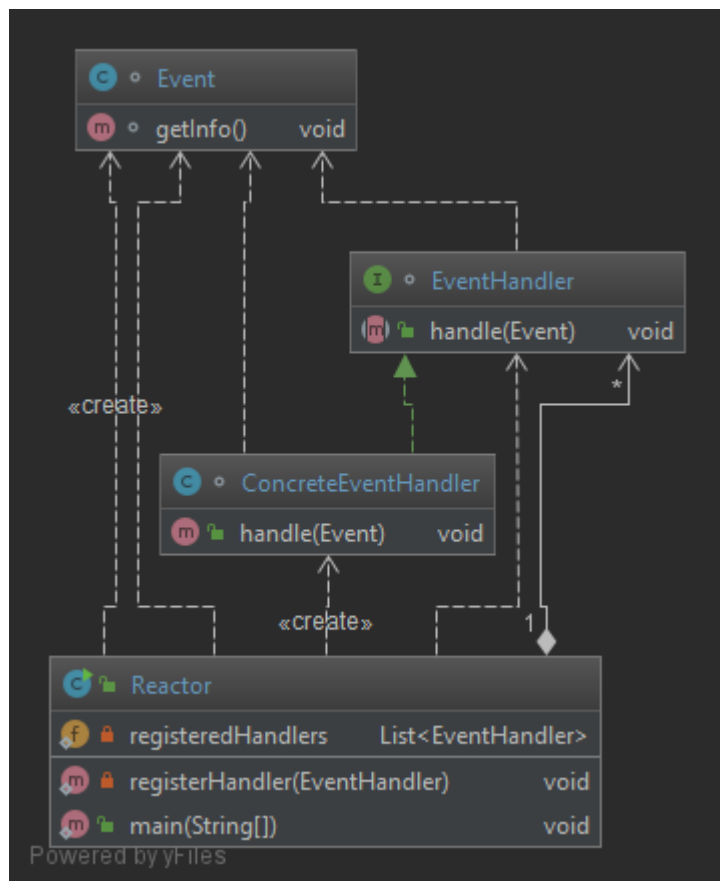 Event
getInfo() void
EventHandler
handle(Event) void
*
«create»
ConcreteEventHandler
handle(Event) void
«create»
1
Reactor
registeredHandlers List<EventHandler>
registerHandler(EventHandler) void
main(String[]) void
Powered by yFiles